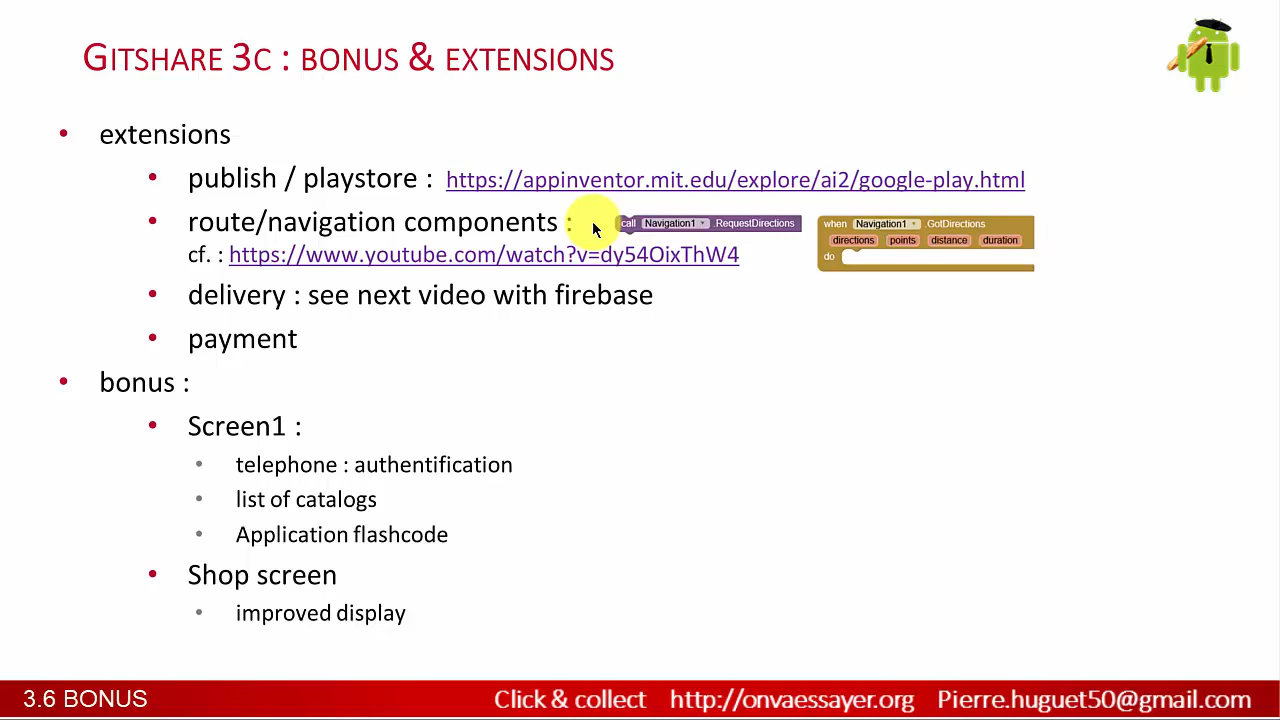 GITSHARE 3C : BONUS & EXTENSIONS
• extensions
• publish / playstore : https://appinventor.mit.edu/explore/ai2/google-play.html
• route/navigation components : call Navigation1 .RequestDirections when Navigation1 .GotDirections
directions points distance duration
cf. : https://www.youtube.com/watch?v=dy54OixThW4 do
• delivery : see next video with firebase
• payment
• bonus :
• Screen1 :
• telephone : authentification
• list of catalogs
• Application flashcode
• Shop screen
• improved display
3.6 BONUS Click & collect http://onvaessayer.org Pierre.huguet50@gmail.com